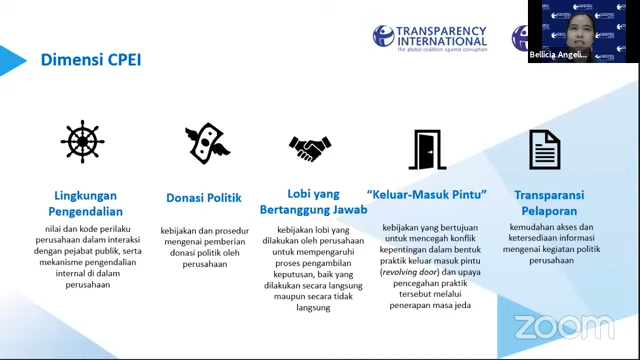 Dimensi CPEI
TRANSPARENCY
INTERNATIONAL
the global coalition against corruption
Bellicia Angeli...
Lingkungan
Pengendalian
nilai dan kode perilaku
perusahaan dalam interaksi
dengan pejabat publik, serta
mekanisme pengendalian
internal di dalam
perusahaan
Donasi Politik
kebijakan dan prosedur
mengenai pemberian
donasi politik oleh
perusahaan
Lobi yang
Bertanggung Jawab
kebijakan lobi yang
dilakukan oleh perusahaan
untuk mempengaruhi
proses pengambilan
keputusan, baik yang
dilakukan secara langsung
maupun secara tidak
langsung
“Keluar-Masuk Pintu”
kebijakan yang bertujuan
untuk mencegah konflik
kepentingan dalam bentuk
praktik keluar masuk pintu
(revolving door) dan upaya
pencegahan praktik
tersebut melalui
penerapan masa jeda
Transparansi
Pelaporan
kemudahan akses dan
ketersediaan informasi
mengenai kegiatan politik
perusahaan
zoom